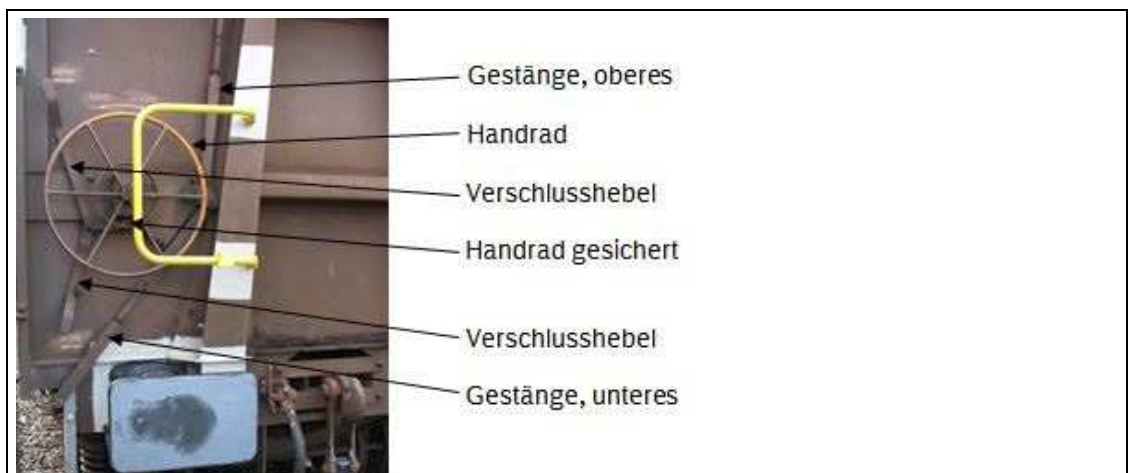 Gestänge, oberes
Handrad
Verschlusshebel
Handrad gesichert
Verschlusshebel
Gestänge, unteres